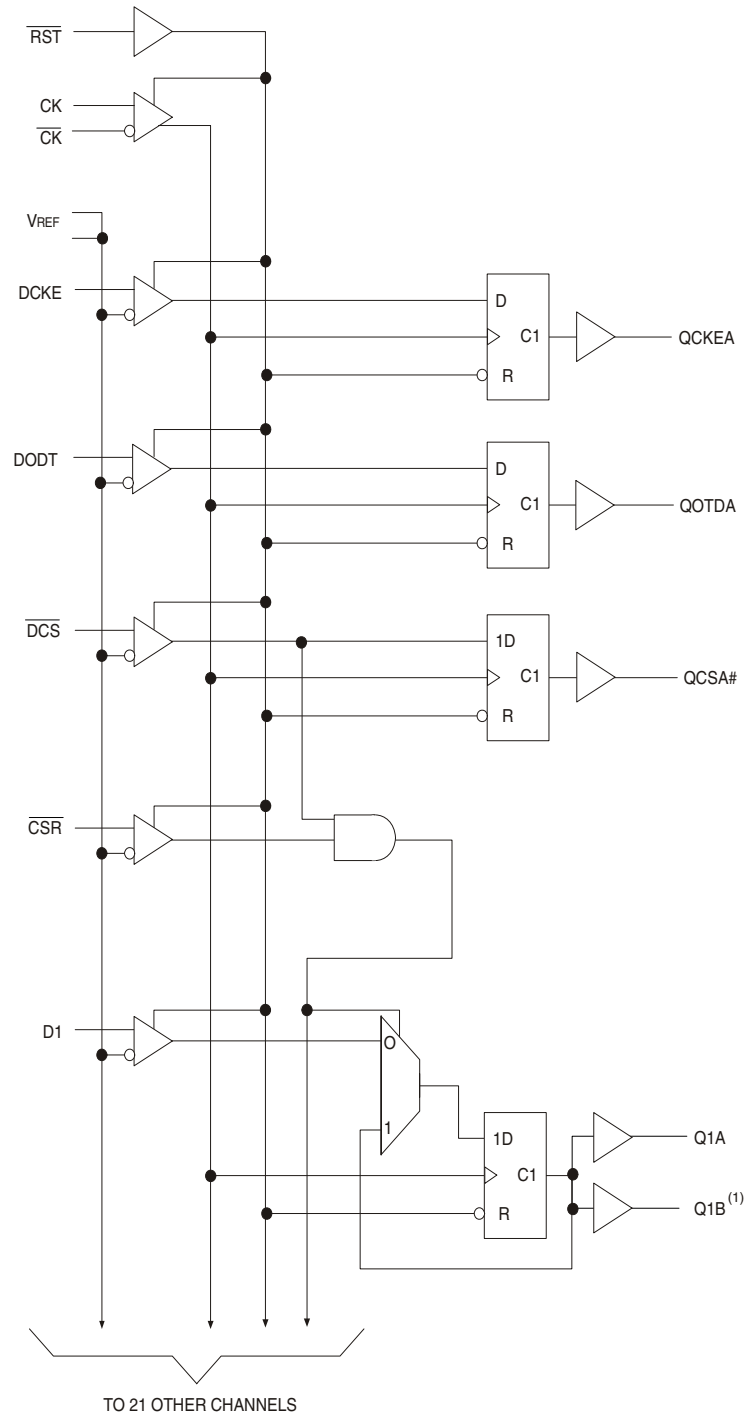 RST
CK
CK
VREF
DCKE
D
C1
R
QCKEA
DODT
D
C1
R
QOTDA
DCS
1D
C1
R
QCSA#
CSR
D1
O
1
1D
C1
R
Q1A
Q1B(1)
TO 21 OTHER CHANNELS